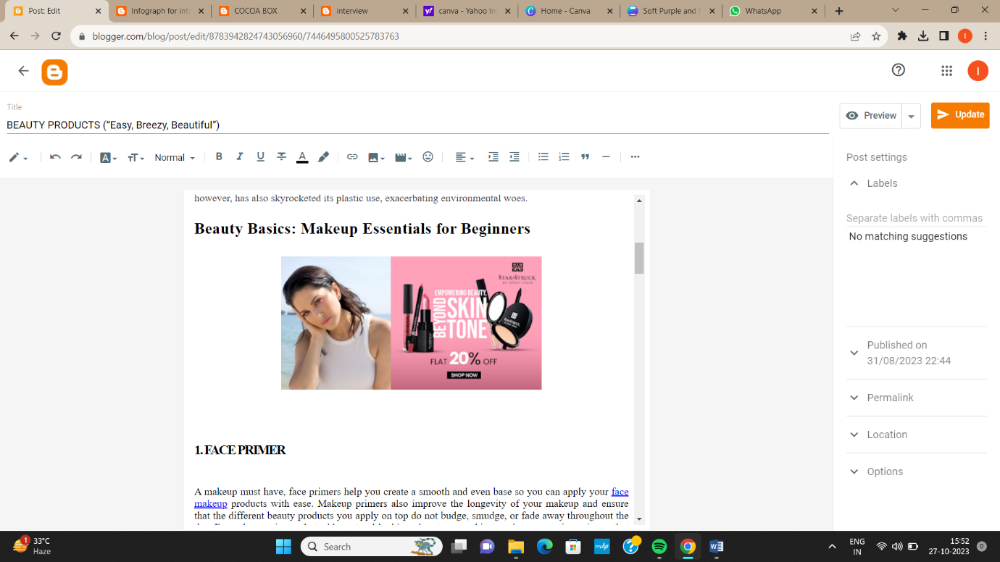 Post: Edit
Infograph for int
COCOA BOX
interview
canva - Yahoo In
Home - Canva
Soft Purple and
WhatsApp
blogger.com/blog/post/edit/8783942824743056960/7446495800525783763
I
I
Title
BEAUTY PRODUCTS (“Easy, Breezy, Beautiful”)
Preview
Update
Normal
B I U A
Post settings
Labels
Separate labels with commas
No matching suggestions
Published on
31/08/2023 22:44
Permalink
Location
Options
however, has also skyrocketed its plastic use, exacerbating environmental woes.
Beauty Basics: Makeup Essentials for Beginners
STAR·STRUCK
BY SUNNY LEONE
EMPOWERING BEAUTY,
BEYOND
SKIN
TONE
FLAT 20% OFF
SHOP NOW
1. FACE PRIMER
A makeup must have, face primers help you create a smooth and even base so you can apply your face
makeup products with ease. Makeup primers also improve the longevity of your makeup and ensure
that the different beauty products you apply on top do not budge, smudge, or fade away throughout the
1
33°C
Haze
Search
ENG
IN
15:52
27-10-2023